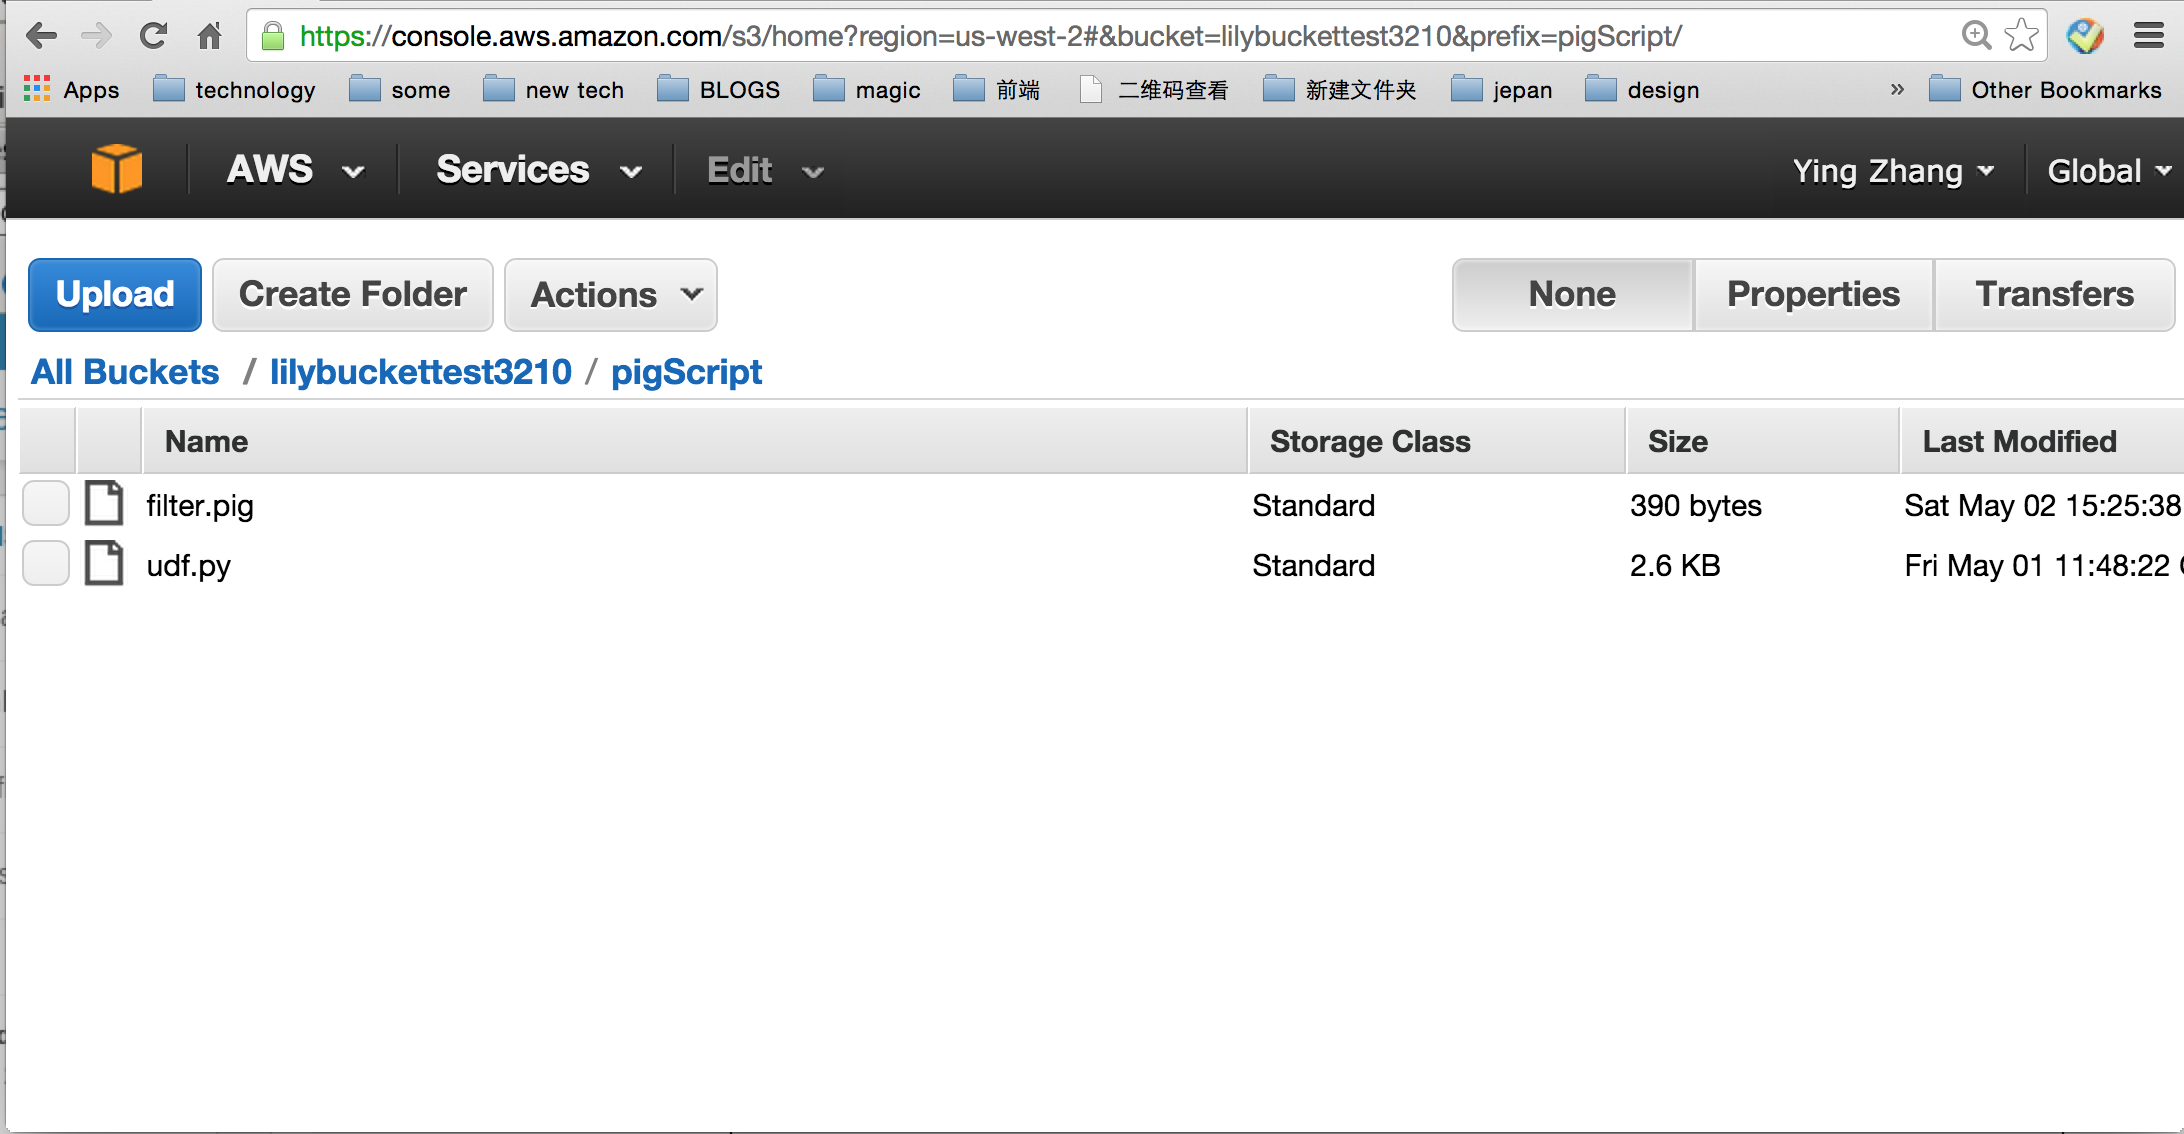 https://console.aws.amazon.com/s3/home?region=us-west-2#&bucket=lilybuckettest3210&prefix=pigScript/
Apps technology some new tech BLOGS magic 前端 二维码查看 新建文件夹 jepan design » Other Bookmarks
AWS Services Edit Ying Zhang Global
Upload Create Folder Actions None Properties Transfers
All Buckets / lilybuckettest3210 / pigScript
Name Storage Class Size Last Modified
filter.pig Standard 390 bytes Sat May 02 15:25:38
udf.py Standard 2.6 KB Fri May 01 11:48:22